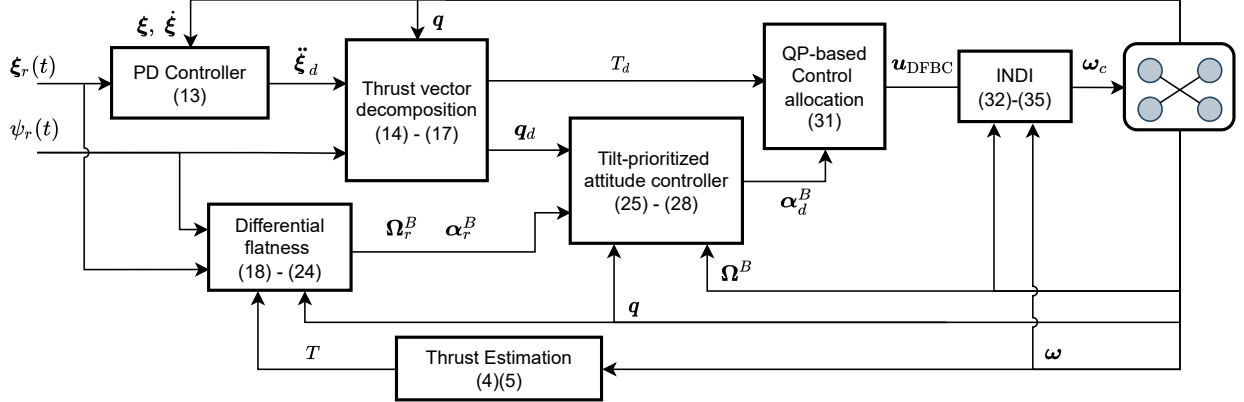 ξ, ξ̇
q
ξ_r(t)
PD Controller
(13)
ξ̈_d
Thrust vector
decomposition
(14) - (17)
T_d
QP-based
Control
allocation
(31)
u_DFBC
INDI
(32)-(35)
ω_c
ψ_r(t)
q_d
Tilt-prioritized
attitude controller
(25) - (28)
α_d^B
Differential
flatness
(18) - (24)
Ω_r^B α_r^B
Ω^B
q
T
Thrust Estimation
(4)(5)
ω